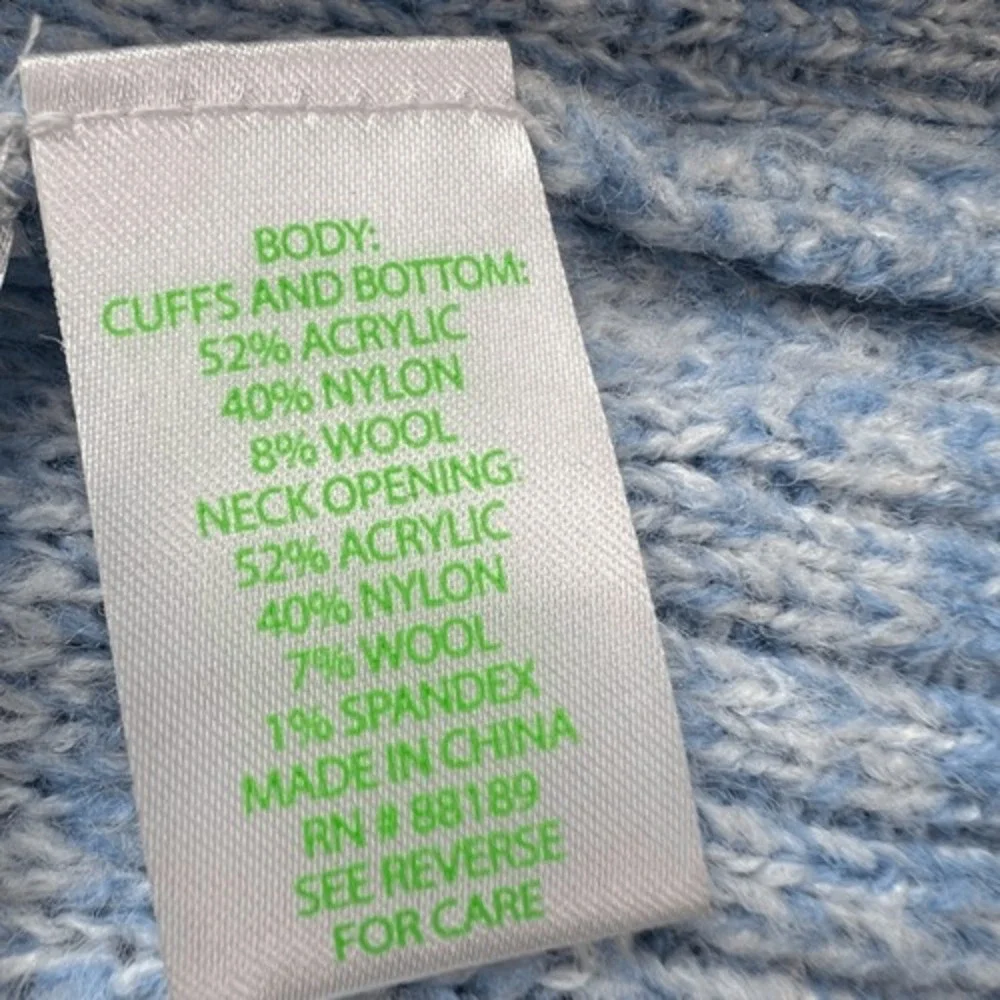 BODY:
CUFFS AND BOTTOM:
52% ACRYLIC
40% NYLON
8% WOOL
NECK OPENING:
52% ACRYLIC
40% NYLON
7% WOOL
1% SPANDEX
MADE IN CHINA
RN # 88189
SEE REVERSE
FOR CARE